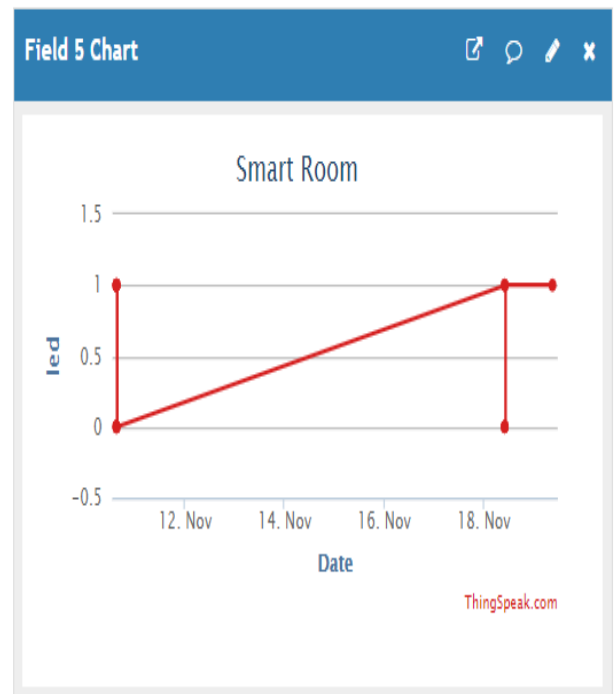 Field 5 Chart
Smart Room
1.5
1
0.5
0
-0.5
led
12. Nov
14. Nov
16. Nov
18. Nov
Date
ThingSpeak.com